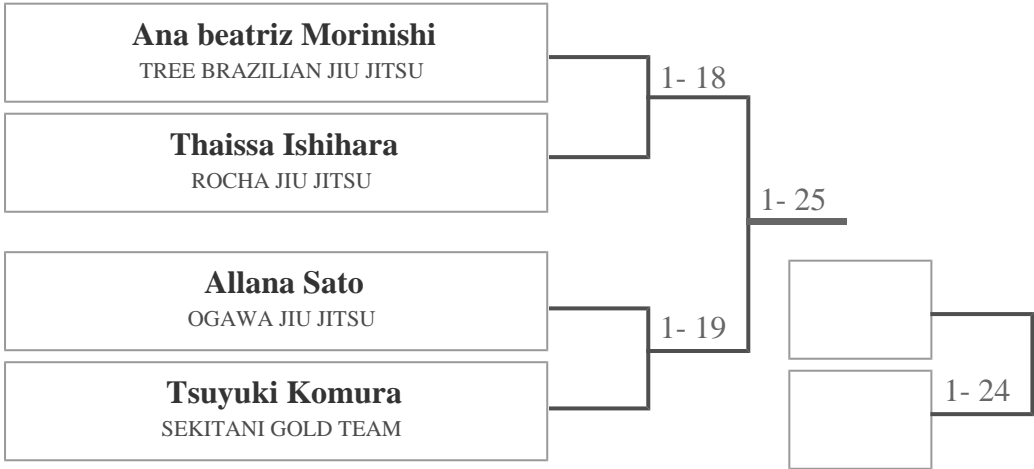 Ana beatriz Morinishi
TREE BRAZILIAN JIU JITSU
1- 18
Thaissa Ishihara
ROCHA JIU JITSU
1- 25
Allana Sato
OGAWA JIU JITSU
1- 19
Tsuyuki Komura
SEKITANI GOLD TEAM
1- 24